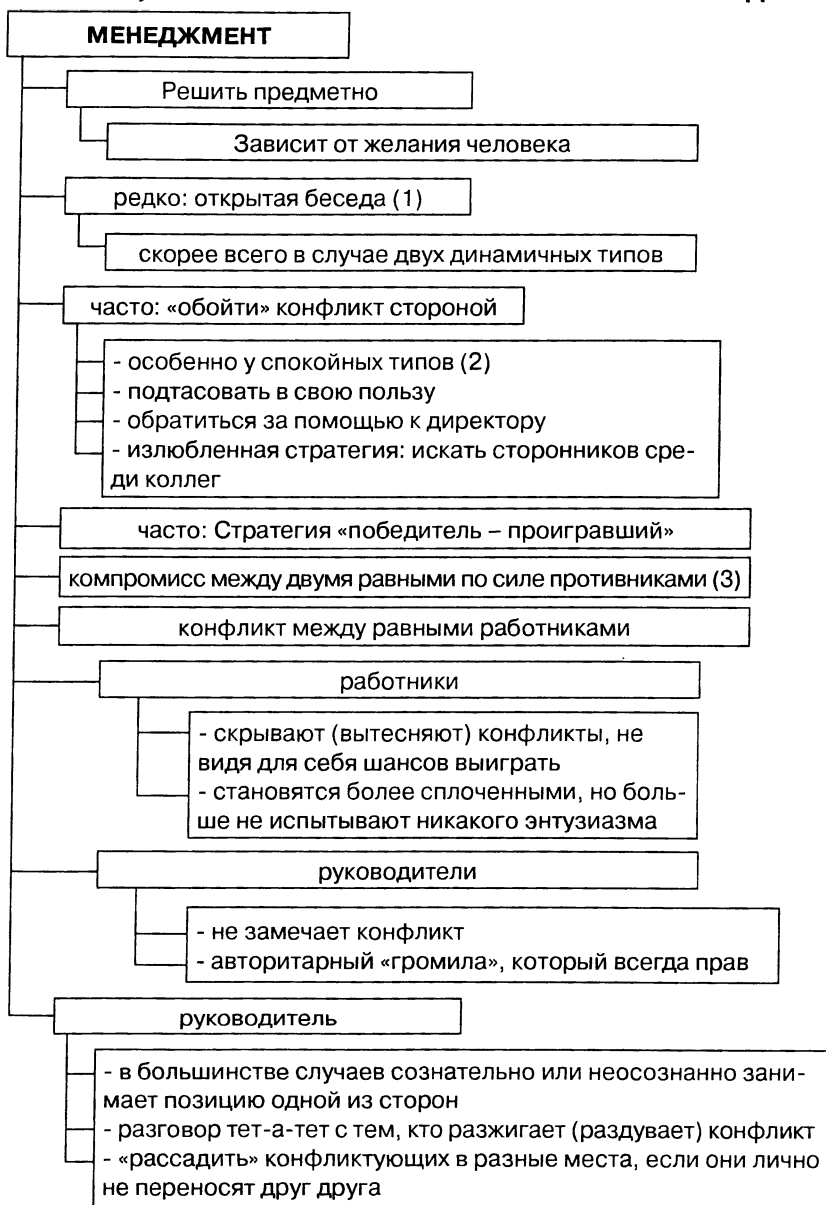 МЕНЕДЖМЕНТ
Решить предметно
Зависит от желания человека
редко: открытая беседа (1)
скорее всего в случае двух динамичных типов
часто: «обойти» конфликт стороной
- особенно у спокойных типов (2)
- подтасовать в свою пользу
- обратиться за помощью к директору
- излюбленная стратегия: искать сторонников сре-
ди коллег
часто: Стратегия «победитель – проигравший»
компромисс между двумя равными по силе противниками (3)
конфликт между равными работниками
работники
- скрывают (вытесняют) конфликты, не
видя для себя шансов выиграть
- становятся более сплоченными, но боль-
ше не испытывают никакого энтузиазма
руководители
- не замечает конфликт
- авторитарный «громила», который всегда прав
руководитель
- в большинстве случаев сознательно или неосознанно зани-
мает позицию одной из сторон
- разговор тет-а-тет с тем, кто разжигает (раздувает) конфликт
- «рассадить» конфликтующих в разные места, если они лично
не переносят друг друга